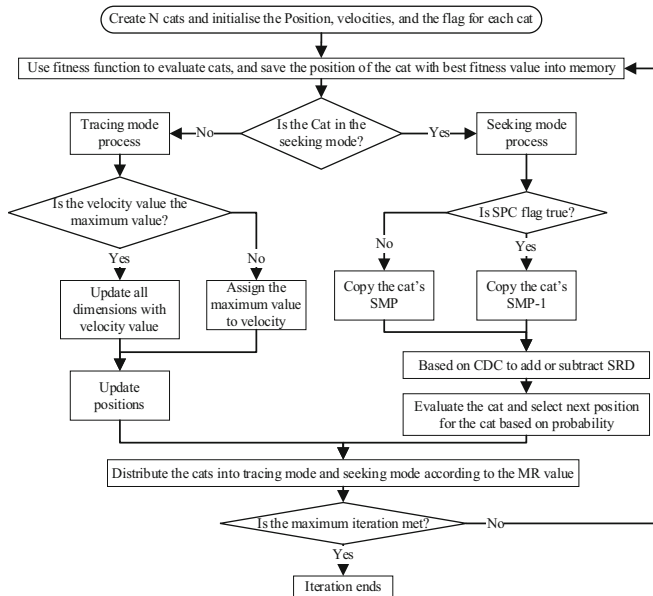 Create N cats and initialise the Position, velocities, and the flag for each cat
Use fitness function to evaluate cats, and save the position of the cat with best fitness value into memory
Is the Cat in the
seeking mode?
No
Yes
Tracing mode
process
Seeking mode
process
Is the velocity value the
maximum value?
Is SPC flag true?
Yes
No
No
Yes
Update all
dimensions with
velocity value
Assign the
maximum value
to velocity
Copy the cat's
SMP
Copy the cat's
SMP-1
Based on CDC to add or subtract SRD
Update
positions
Evaluate the cat and select next position
for the cat based on probability
Distribute the cats into tracing mode and seeking mode according to the MR value
Is the maximum iteration met?
No
Yes
Iteration ends